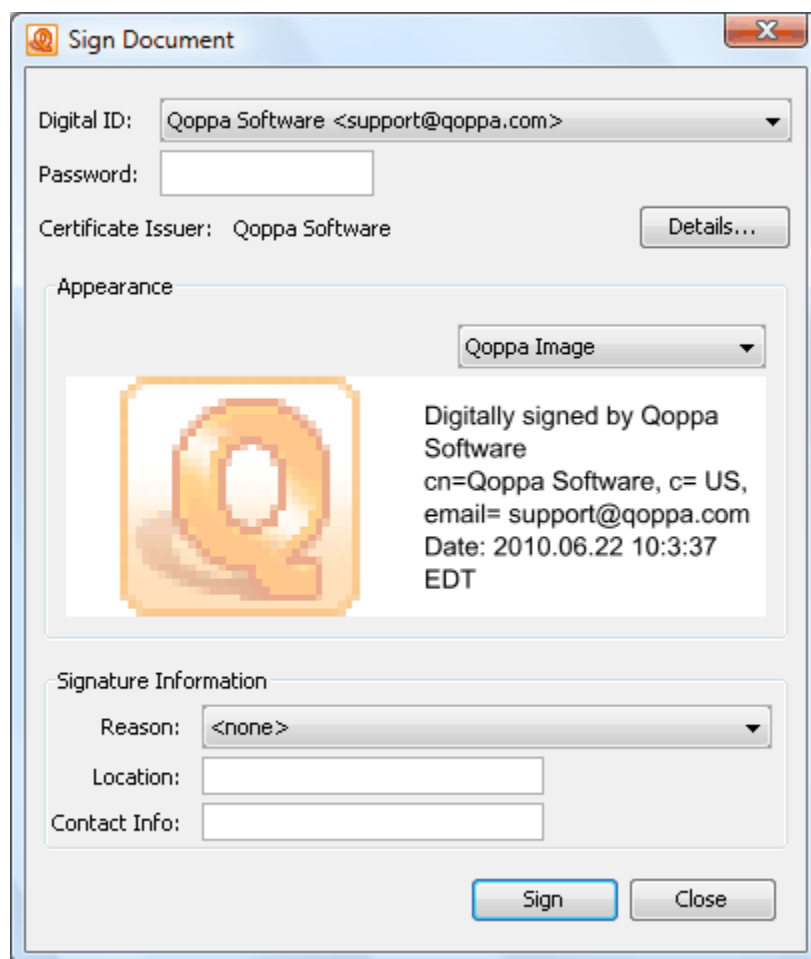 Sign Document
Digital ID: Qoppa Software <support@qoppa.com>
Password:
Certificate Issuer: Qoppa Software Details...
Appearance
Qoppa Image
Digitally signed by Qoppa
Software
cn=Qoppa Software, c= US,
email= support@qoppa.com
Date: 2010.06.22 10:3:37
EDT
Signature Information
Reason: <none>
Location:
Contact Info:
Sign Close